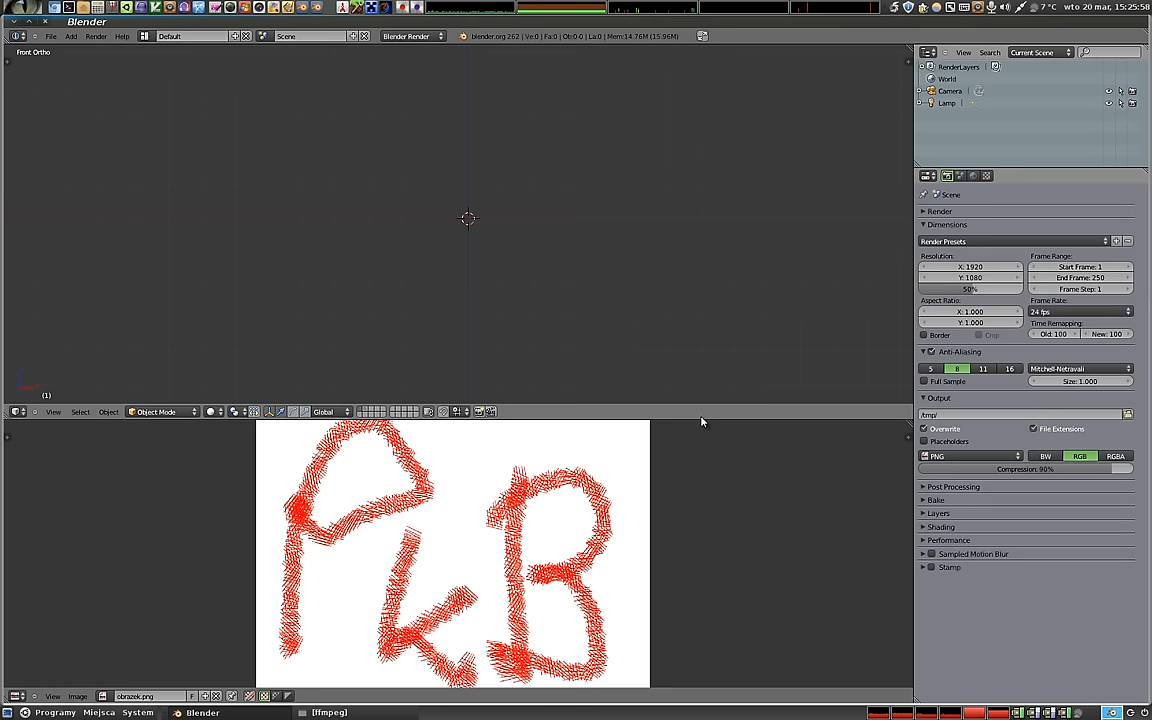 7 °C wto 20 mar, 15:25:58
Blender
File Add Render Help Default Scene Blender Render blender.org 262 | Ve:0 | Fa:0 | Ob:0-0 | La:0 | Mem:14.76M (15.96M)
Front Ortho
View Search Current Scene
RenderLayers
World
Camera
Lamp
Scene
Render
Dimensions
Render Presets
Resolution: Frame Range:
X: 1920 Start Frame: 1
Y: 1080 End Frame: 250
50% Frame Step: 1
Aspect Ratio: Frame Rate:
X: 1.000 24 fps
Y: 1.000 Time Remapping:
Border Crop Old: 100 New: 100
Anti-Aliasing
5 8 11 16 Mitchell-Netravali
Full Sample Size: 1.000
Output
/tmp/
Overwrite File Extensions
Placeholders
PNG BW RGB RGBA
Compression: 90%
Post Processing
Bake
Layers
Shading
Performance
Sampled Motion Blur
Stamp
(1)
View Select Object Object Mode Global
PkB
View Image obrazek.png F
Programy Miejsca System Blender [ffmpeg]